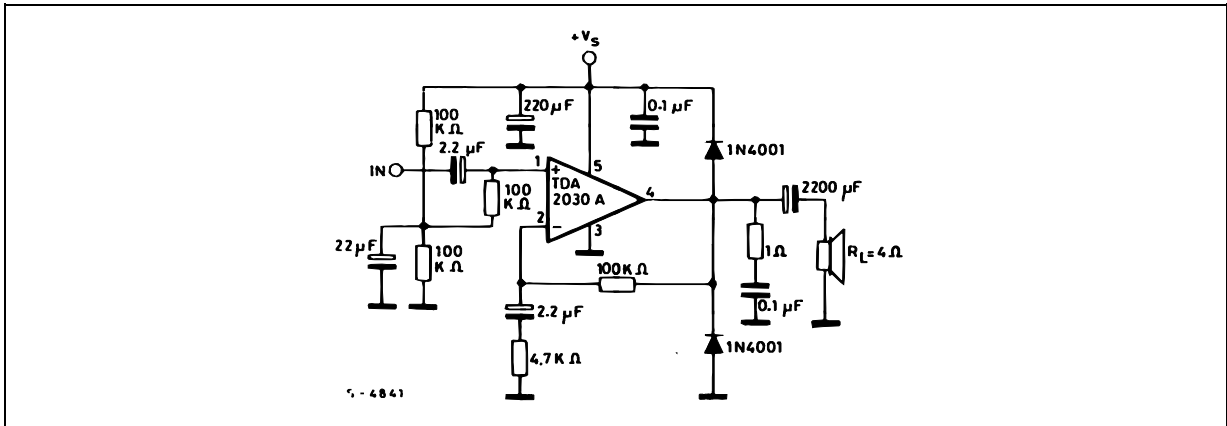 +VS
100
KΩ
220µF
0.1µF
2.2µF
IN
1
5
1N4001
+
TDA
2030 A
4
2200µF
100
KΩ
2
-
3
22µF
100
KΩ
1Ω
RL=4Ω
100KΩ
2.2µF
0.1µF
4.7KΩ
1N4001
S-4841